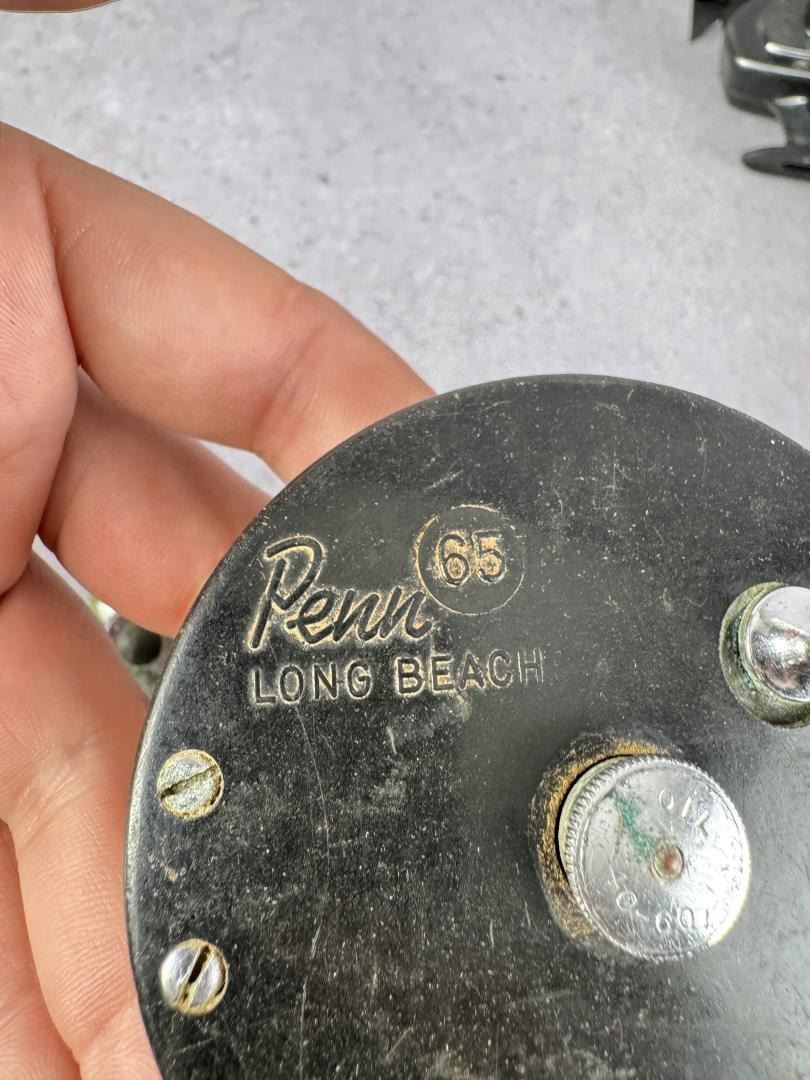 Penn 65
LONG BEACH
OIL